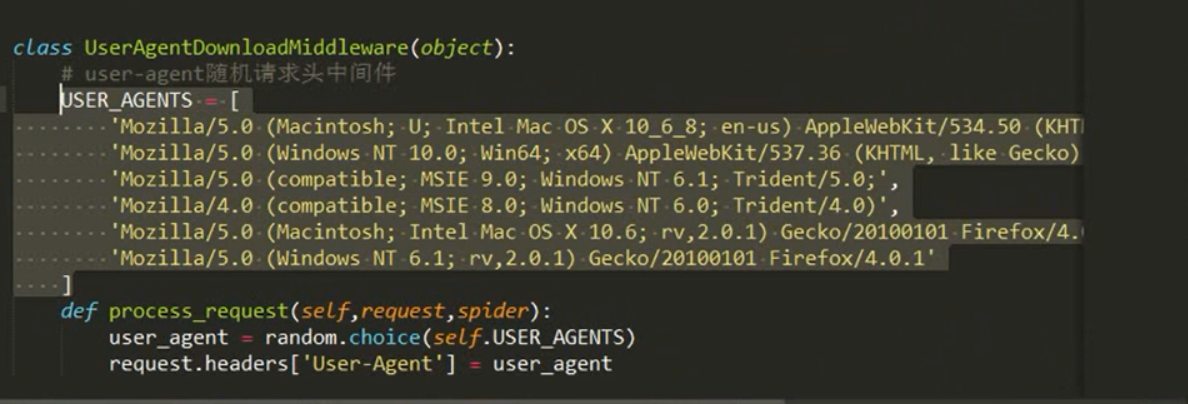 class UserAgentDownloadMiddleware(object):
# user-agent随机请求头中间件
USER_AGENTS = [
'Mozilla/5.0 (Macintosh; U; Intel Mac OS X 10_6_8; en-us) AppleWebKit/534.50 (KHT
'Mozilla/5.0 (Windows NT 10.0; Win64; x64) AppleWebKit/537.36 (KHTML, like Gecko)
'Mozilla/5.0 (compatible; MSIE 9.0; Windows NT 6.1; Trident/5.0;',
'Mozilla/4.0 (compatible; MSIE 8.0; Windows NT 6.0; Trident/4.0)',
'Mozilla/5.0 (Macintosh; Intel Mac OS X 10.6; rv,2.0.1) Gecko/20100101 Firefox/4.
'Mozilla/5.0 (Windows NT 6.1; rv,2.0.1) Gecko/20100101 Firefox/4.0.1'
]
def process_request(self,request,spider):
user_agent = random.choice(self.USER_AGENTS)
request.headers['User-Agent'] = user_agent